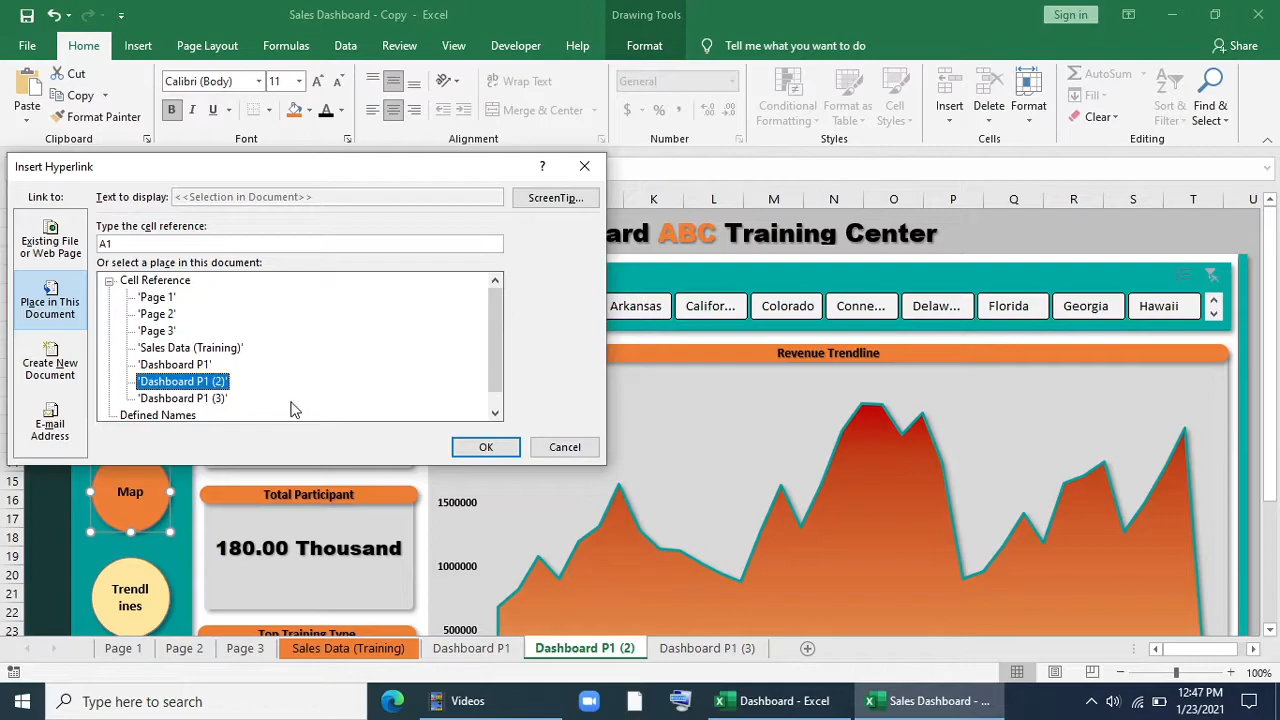 Sales Dashboard - Copy - Excel
Drawing Tools
Sign in
File
Home
Insert
Page Layout
Formulas
Data
Review
View
Developer
Help
Format
Tell me what you want to do
Share
Paste
Cut
Copy
Format Painter
Clipboard
Calibri (Body)
11
B I U
Font
Wrap Text
Merge & Center
Alignment
General
$ % ,
Number
Conditional Formatting
Format as Table
Cell Styles
Styles
Insert
Delete
Format
Cells
AutoSum
Fill
Clear
Sort & Filter
Find & Select
Editing
Insert Hyperlink
?
Link to:
Text to display:
<<Selection in Document>>
ScreenTip...
Existing File or Web Page
Place in This Document
Create New Document
E-mail Address
Type the cell reference:
A1
Or select a place in this document:
Cell Reference
'Page 1'
'Page 2'
'Page 3'
'Sales Data (Training)'
'Dashboard P1'
'Dashboard P1 (2)'
'Dashboard P1 (3)'
Defined Names
OK
Cancel
K L M N O P Q R S T U
ard ABC Training Center
Arkansas
Califor...
Colorado
Conne...
Delaw...
Florida
Georgia
Hawaii
Revenue Trendline
1500000
1000000
500000
15
16
17
18
19
20
21
22
23
Map
Trendl
ines
Total Participant
180.00 Thousand
Top Training Type
Page 1
Page 2
Page 3
Sales Data (Training)
Dashboard P1
Dashboard P1 (2)
Dashboard P1 (3)
100%
Type here to search
Videos
Dashboard - Excel
Sales Dashboard - ...
12:47 PM
1/23/2021